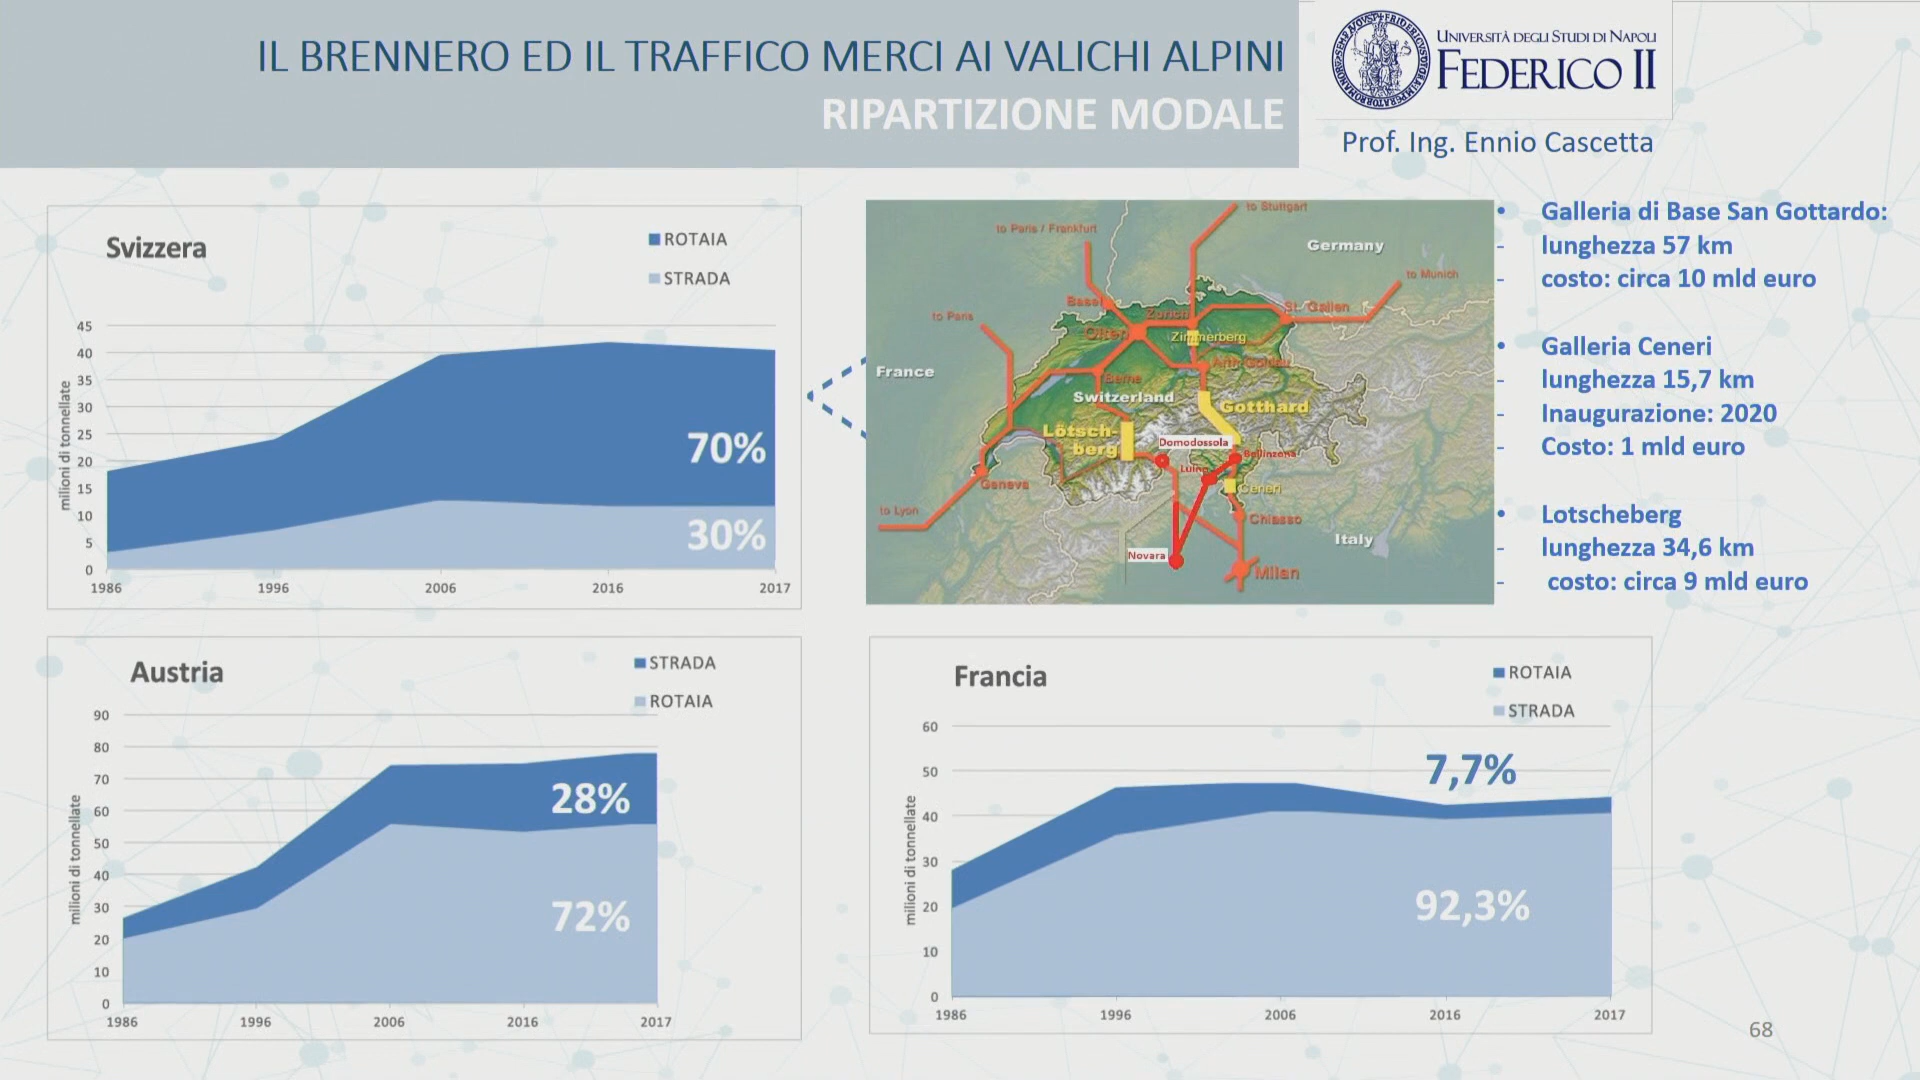 IL BRENNERO ED IL TRAFFICO MERCI AI VALICHI ALPINI
RIPARTIZIONE MODALE
UNIVERSITÀ DEGLI STUDI DI NAPOLI
FEDERICO II
Prof. Ing. Ennio Cascetta
Svizzera
ROTAIA
STRADA
milioni di tonnellate
45
40
35
30
25
20
15
10
5
0
70%
30%
1986
1996
2006
2016
2017
to Stuttgart
to Paris / Frankfurt
Germany
to Munich
Basel
to Paris
Zurich
St. Gallen
Olten
Zimmerberg
Arth-Goldau
France
Berne
Switzerland
Gotthard
Lötsch-
berg
Domodossola
Bellinzona
Luino
Geneva
Ceneri
to Lyon
Chiasso
Italy
Novara
Milan
• Galleria di Base San Gottardo:
- lunghezza 57 km
- costo: circa 10 mld euro
• Galleria Ceneri
- lunghezza 15,7 km
- Inaugurazione: 2020
- Costo: 1 mld euro
• Lotscheberg
- lunghezza 34,6 km
- costo: circa 9 mld euro
Austria
STRADA
ROTAIA
milioni di tonnellate
90
80
70
60
50
40
30
20
10
0
28%
72%
1986
1996
2006
2016
2017
Francia
ROTAIA
STRADA
milioni di tonnellate
60
50
40
30
20
10
0
7,7%
92,3%
1986
1996
2006
2016
2017
68